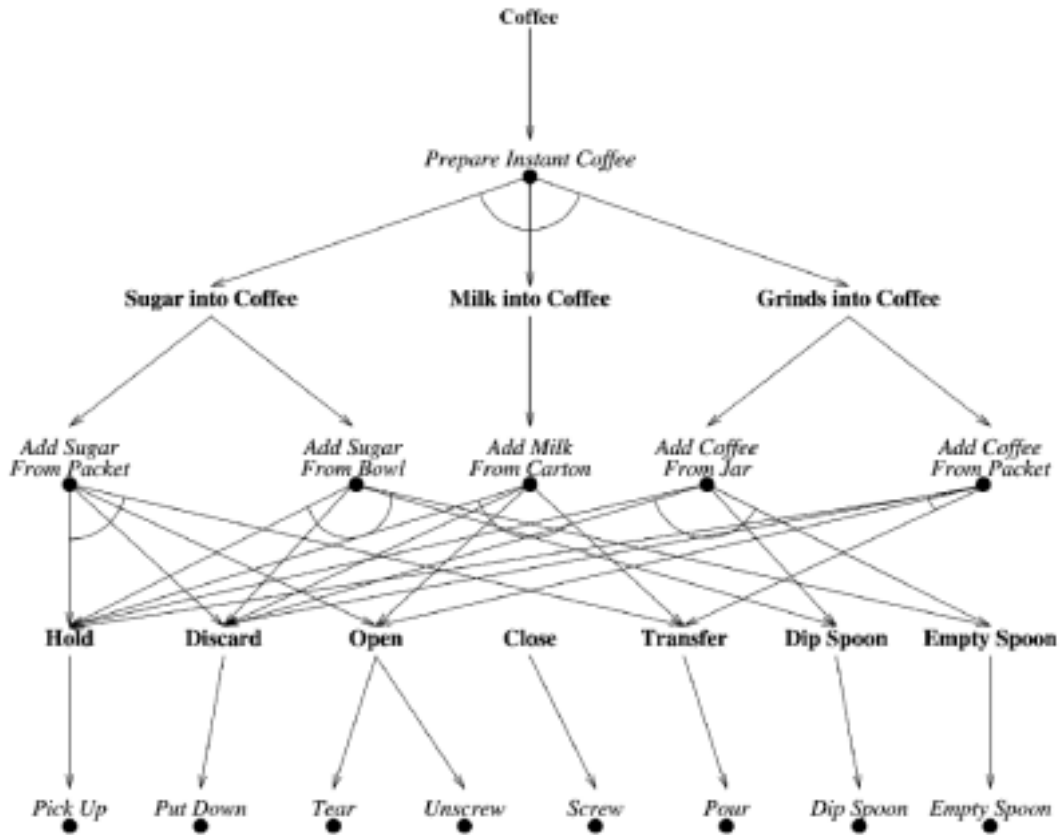 Coffee
Prepare Instant Coffee
Sugar into Coffee
Milk into Coffee
Grinds into Coffee
Add Sugar
From Packet
Add Sugar
From Bowl
Add Milk
From Carton
Add Coffee
From Jar
Add Coffee
From Packet
Hold
Discard
Open
Close
Transfer
Dip Spoon
Empty Spoon
Pick Up
Put Down
Tear
Unscrew
Screw
Pour
Dip Spoon
Empty Spoon